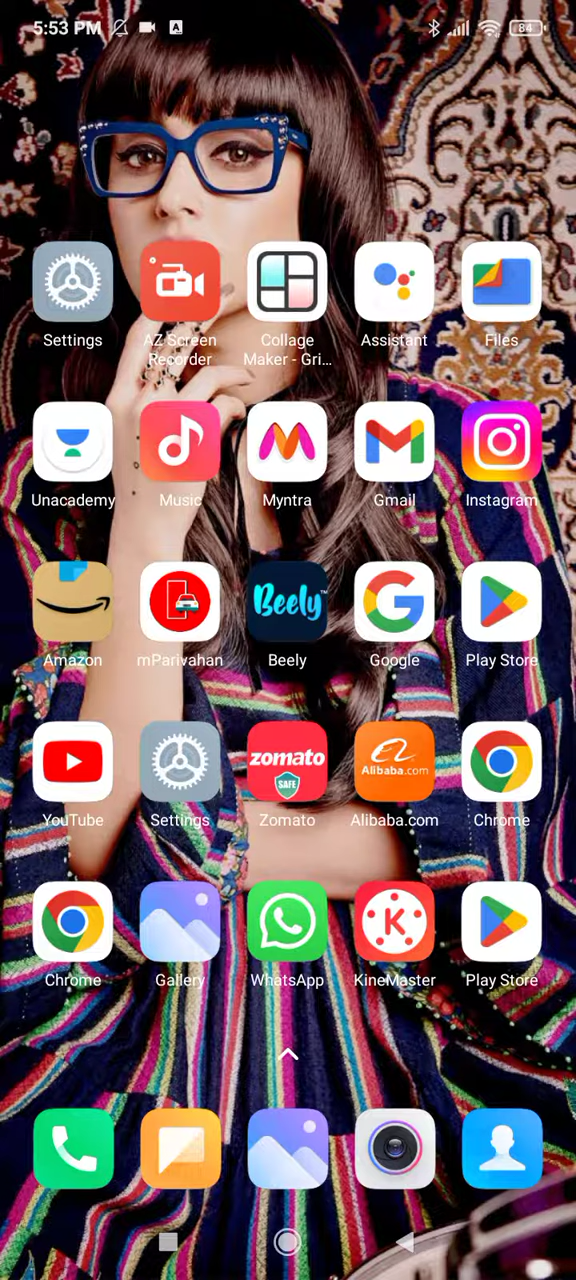 5:53 PM
84
Settings
AZ Screen
Recorder
Collage
Maker - Gri...
Assistant
Files
Unacademy
Music
Myntra
Gmail
Instagram
Beely™
Amazon
mParivahan
Beely
Google
Play Store
zomato
SAFE
Alibaba.com
YouTube
Settings
Zomato
Alibaba.com
Chrome
K
Chrome
Gallery
WhatsApp
KineMaster
Play Store